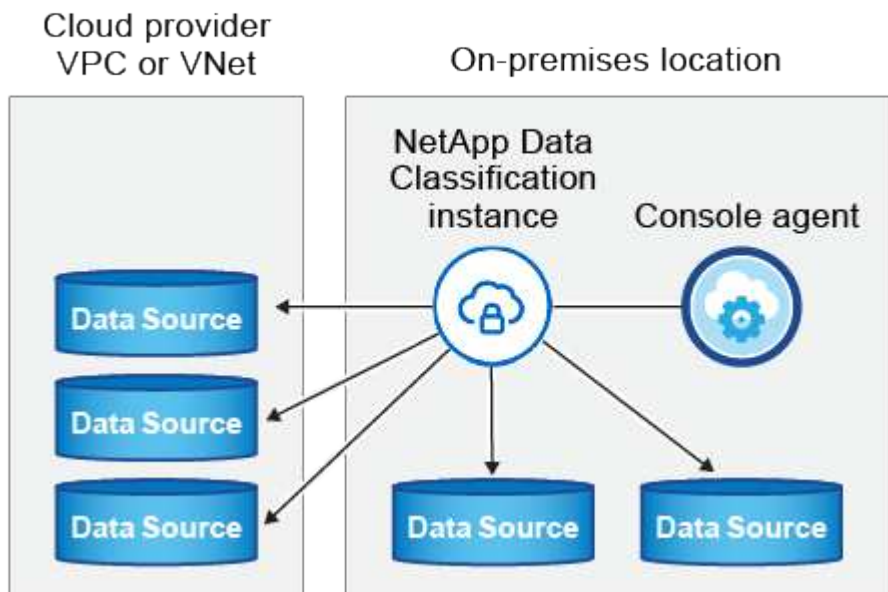 Cloud provider
VPC or VNet
On-premises location
NetApp Data
Classification
instance
Console agent
Data Source
Data Source
Data Source
Data Source
Data Source